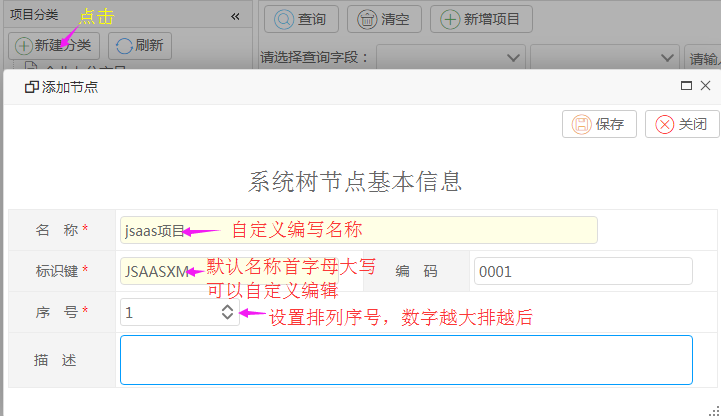 项目分类
点击
«
查询
清空
新增项目
新建分类
刷新
请选择查询字段：
请输入
添加节点
保存
关闭
系统树节点基本信息
名 称 *
jsaas项目
自定义编写名称
标识键 *
JSAASXM
默认名称首字母大写
可以自定义编辑
编 码
0001
序 号 *
1
设置排列序号，数字越大排越后
描 述